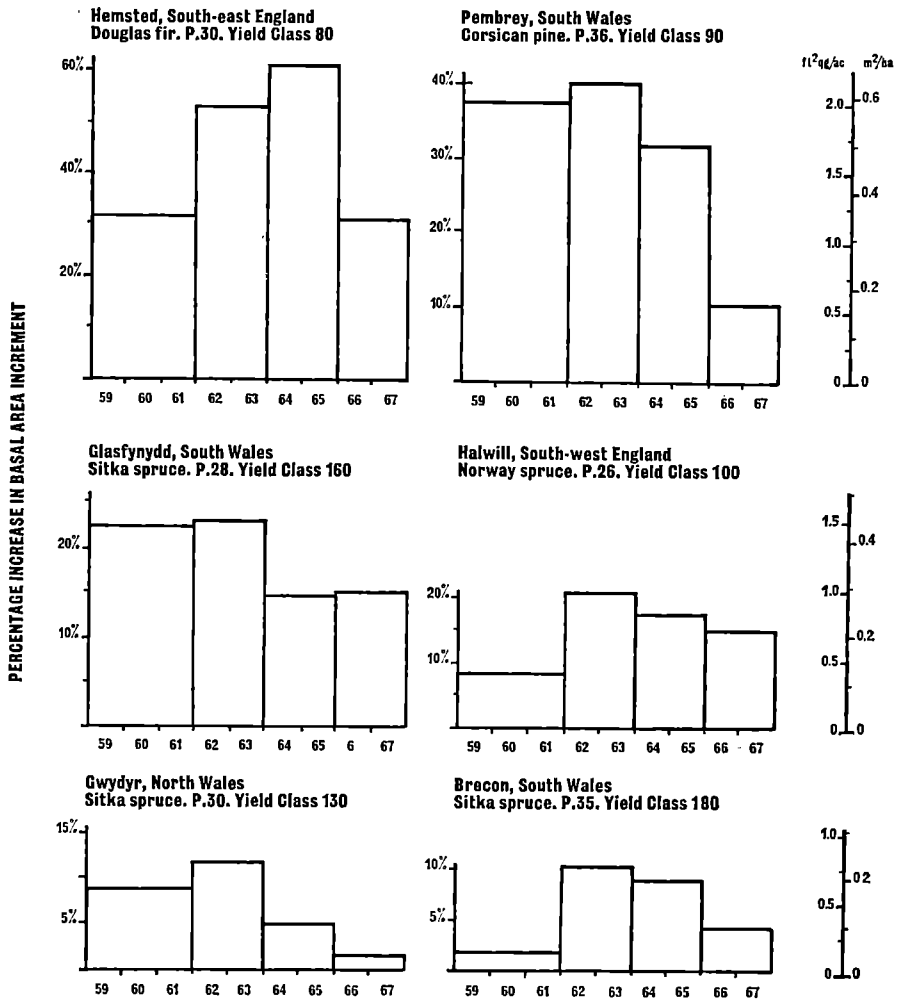 Hemsted, South-east England
Douglas fir. P.30. Yield Class 80
60%
40%
20%
59 60 61 62 63 64 65 66 67
Pembrey, South Wales
Corsican pine. P.36. Yield Class 90
40%
30%
20%
10%
59 60 61 62 63 64 65 66 67
ft²qg/ac m²/ha
2.0 0.6
1.5 0.4
1.0
0.2
0.5
0 0
PERCENTAGE INCREASE IN BASAL AREA INCREMENT
Glasfynydd, South Wales
Sitka spruce. P.28. Yield Class 160
20%
10%
59 60 61 62 63 64 65 6 67
Halwill, South-west England
Norway spruce. P.26. Yield Class 100
20%
10%
59 60 61 62 63 64 65 66 67
1.5
0.4
1.0
0.2
0.5
0 0
Gwydyr, North Wales
Sitka spruce. P.30. Yield Class 130
15%
5%
59 60 61 62 63 64 65 66 67
Brecon, South Wales
Sitka spruce. P.35. Yield Class 180
10%
5%
59 60 61 62 63 64 65 66 67
1.0
0 2
0.5
0 0